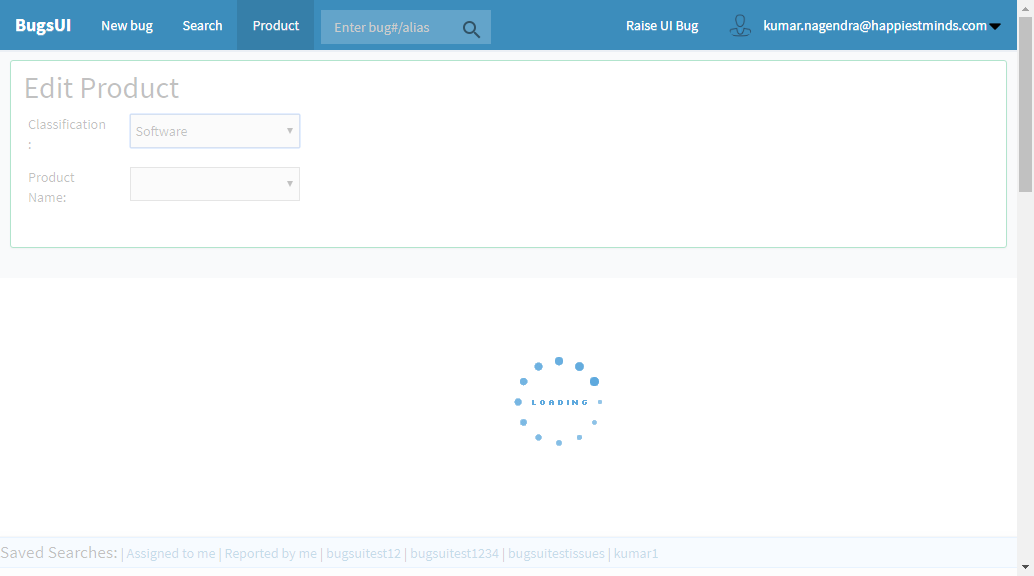 BugsUI New bug Search Product Enter bug#/alias Raise UI Bug kumar.nagendra@happiestminds.com
Edit Product
Classification
:
Software
Product
Name:
LOADING
Saved Searches: | Assigned to me | Reported by me | bugsuitest12 | bugsuitest1234 | bugsuitestissues | kumar1